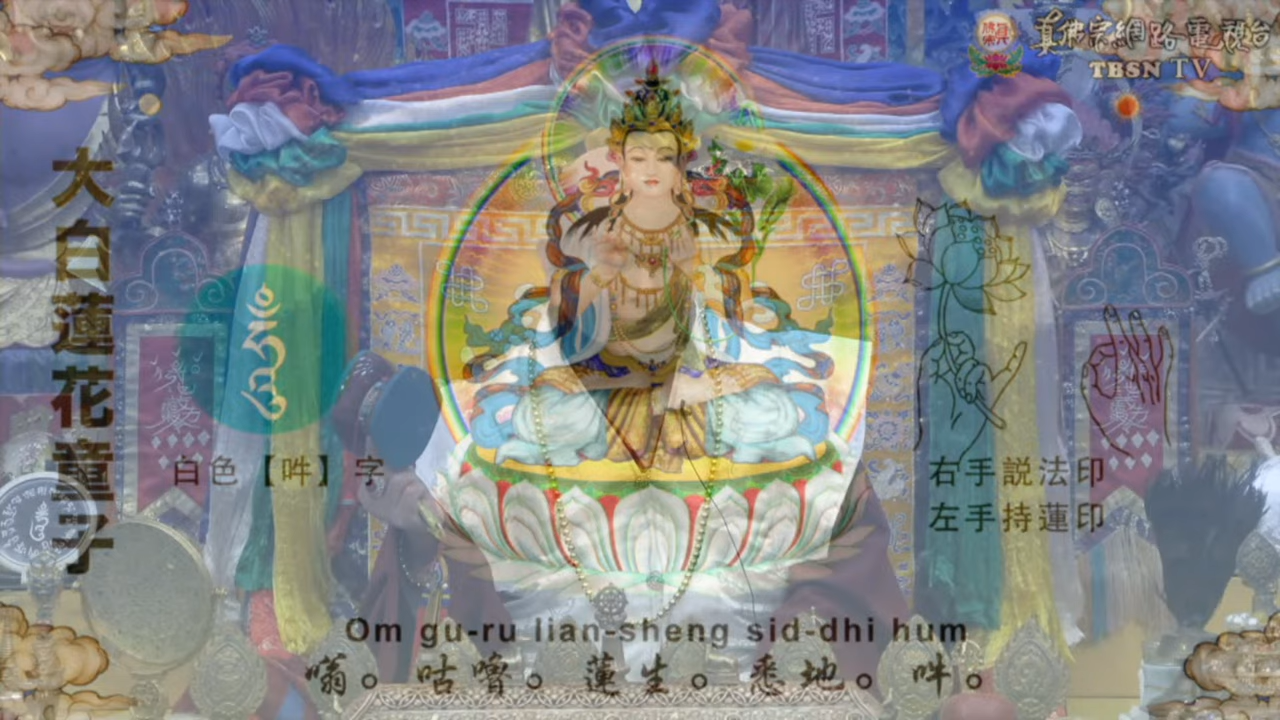 真佛宗網路電視台
TBSN TV
大白蓮花童子
白色【吽】字
右手説法印
左手持蓮印
Om gu-ru lian-sheng sid-dhi hum
嗡。咕嚕。蓮生。悉地。吽。